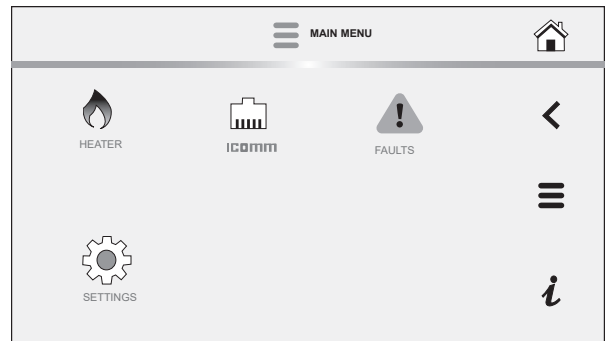 MAIN MENU
HEATER
ICOMM
FAULTS
SETTINGS
i